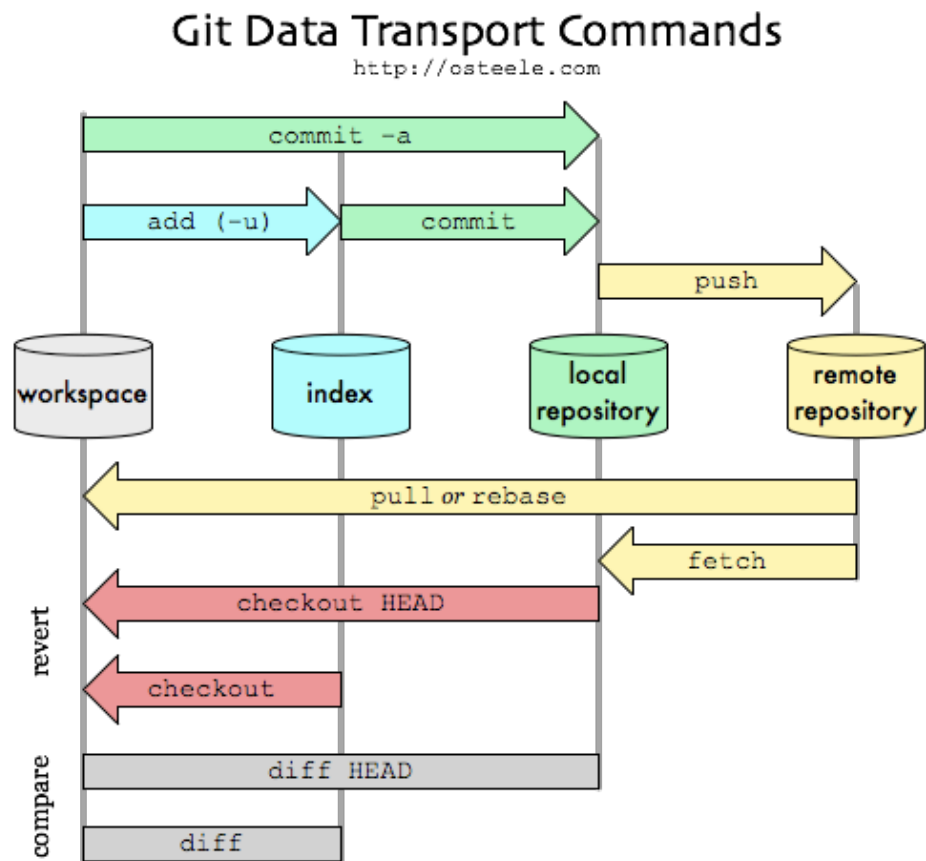 Git Data Transport Commands
http://osteele.com
commit -a
add (-u)
commit
push
workspace
index
local
repository
remote
repository
pull or rebase
fetch
revert
checkout HEAD
checkout
compare
diff HEAD
diff